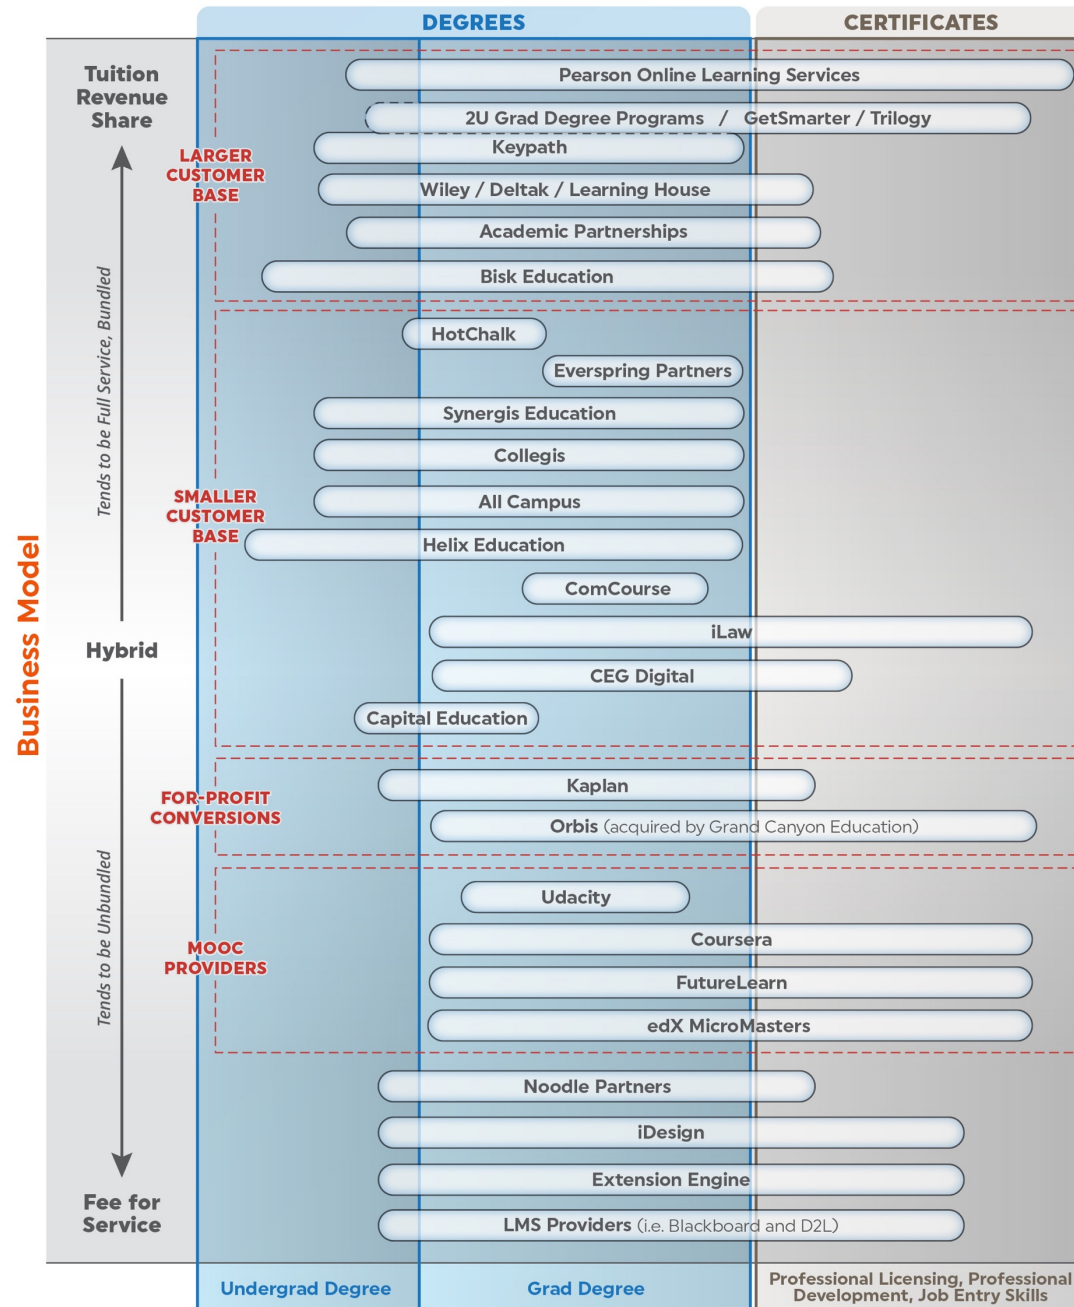 DEGREES
CERTIFICATES
Tuition
Revenue
Share
Pearson Online Learning Services
2U Grad Degree Programs / GetSmarter / Trilogy
Keypath
LARGER
CUSTOMER
BASE
Wiley / Deltak / Learning House
Academic Partnerships
Bisk Education
Tends to be Full Service, Bundled
HotChalk
Everspring Partners
Synergis Education
Collegis
SMALLER
CUSTOMER
BASE
All Campus
Helix Education
ComCourse
Business Model
Hybrid
iLaw
CEG Digital
Capital Education
FOR-PROFIT
CONVERSIONS
Kaplan
Orbis (acquired by Grand Canyon Education)
Tends to be Unbundled
Udacity
MOOC
PROVIDERS
Coursera
FutureLearn
edX MicroMasters
Noodle Partners
iDesign
Extension Engine
Fee for
Service
LMS Providers (i.e. Blackboard and D2L)
Undergrad Degree
Grad Degree
Professional Licensing, Professional
Development, Job Entry Skills